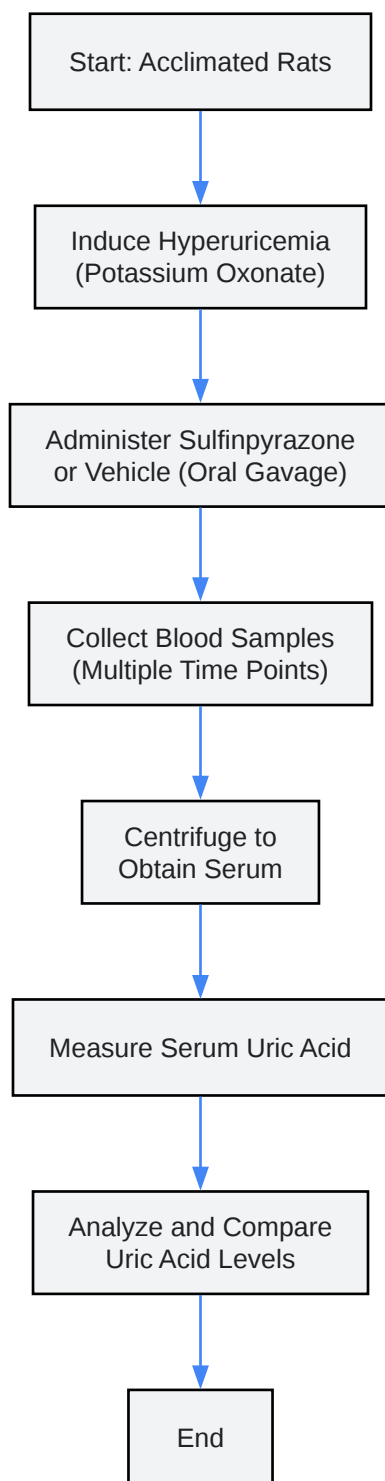 Start: Acclimated Rats
Induce Hyperuricemia
(Potassium Oxonate)
Administer Sulfinpyrazone
or Vehicle (Oral Gavage)
Collect Blood Samples
(Multiple Time Points)
Centrifuge to
Obtain Serum
Measure Serum Uric Acid
Analyze and Compare
Uric Acid Levels
End